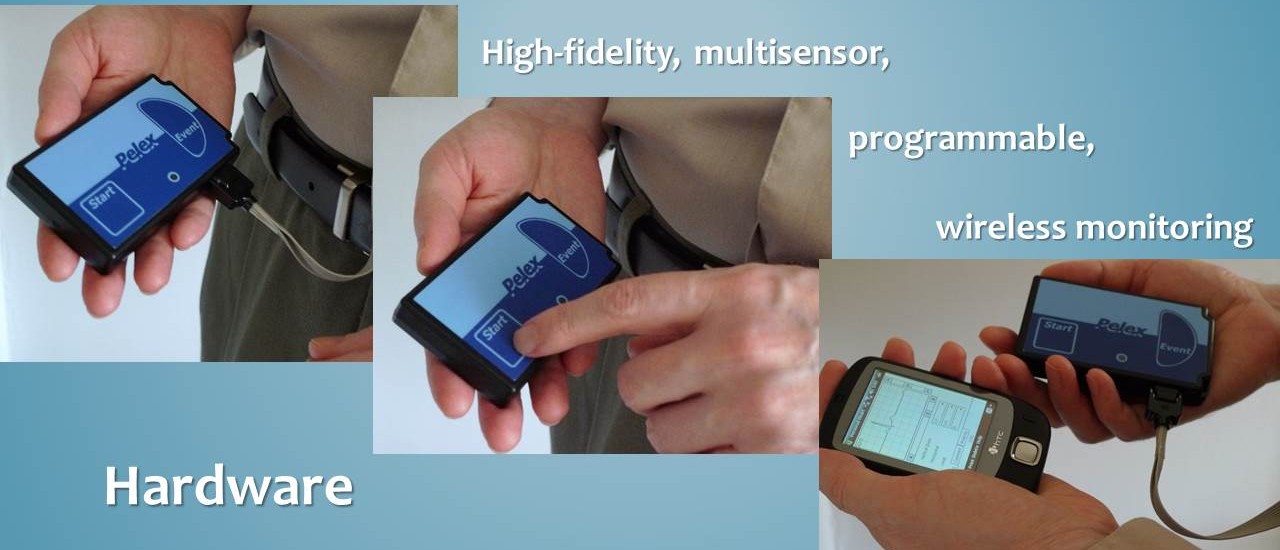 High-fidelity, multisensor,
programmable,
wireless monitoring
Pelex
Event
Start
Pelex
Event
Start
Start
Pelex
Event
hTC
Hardware